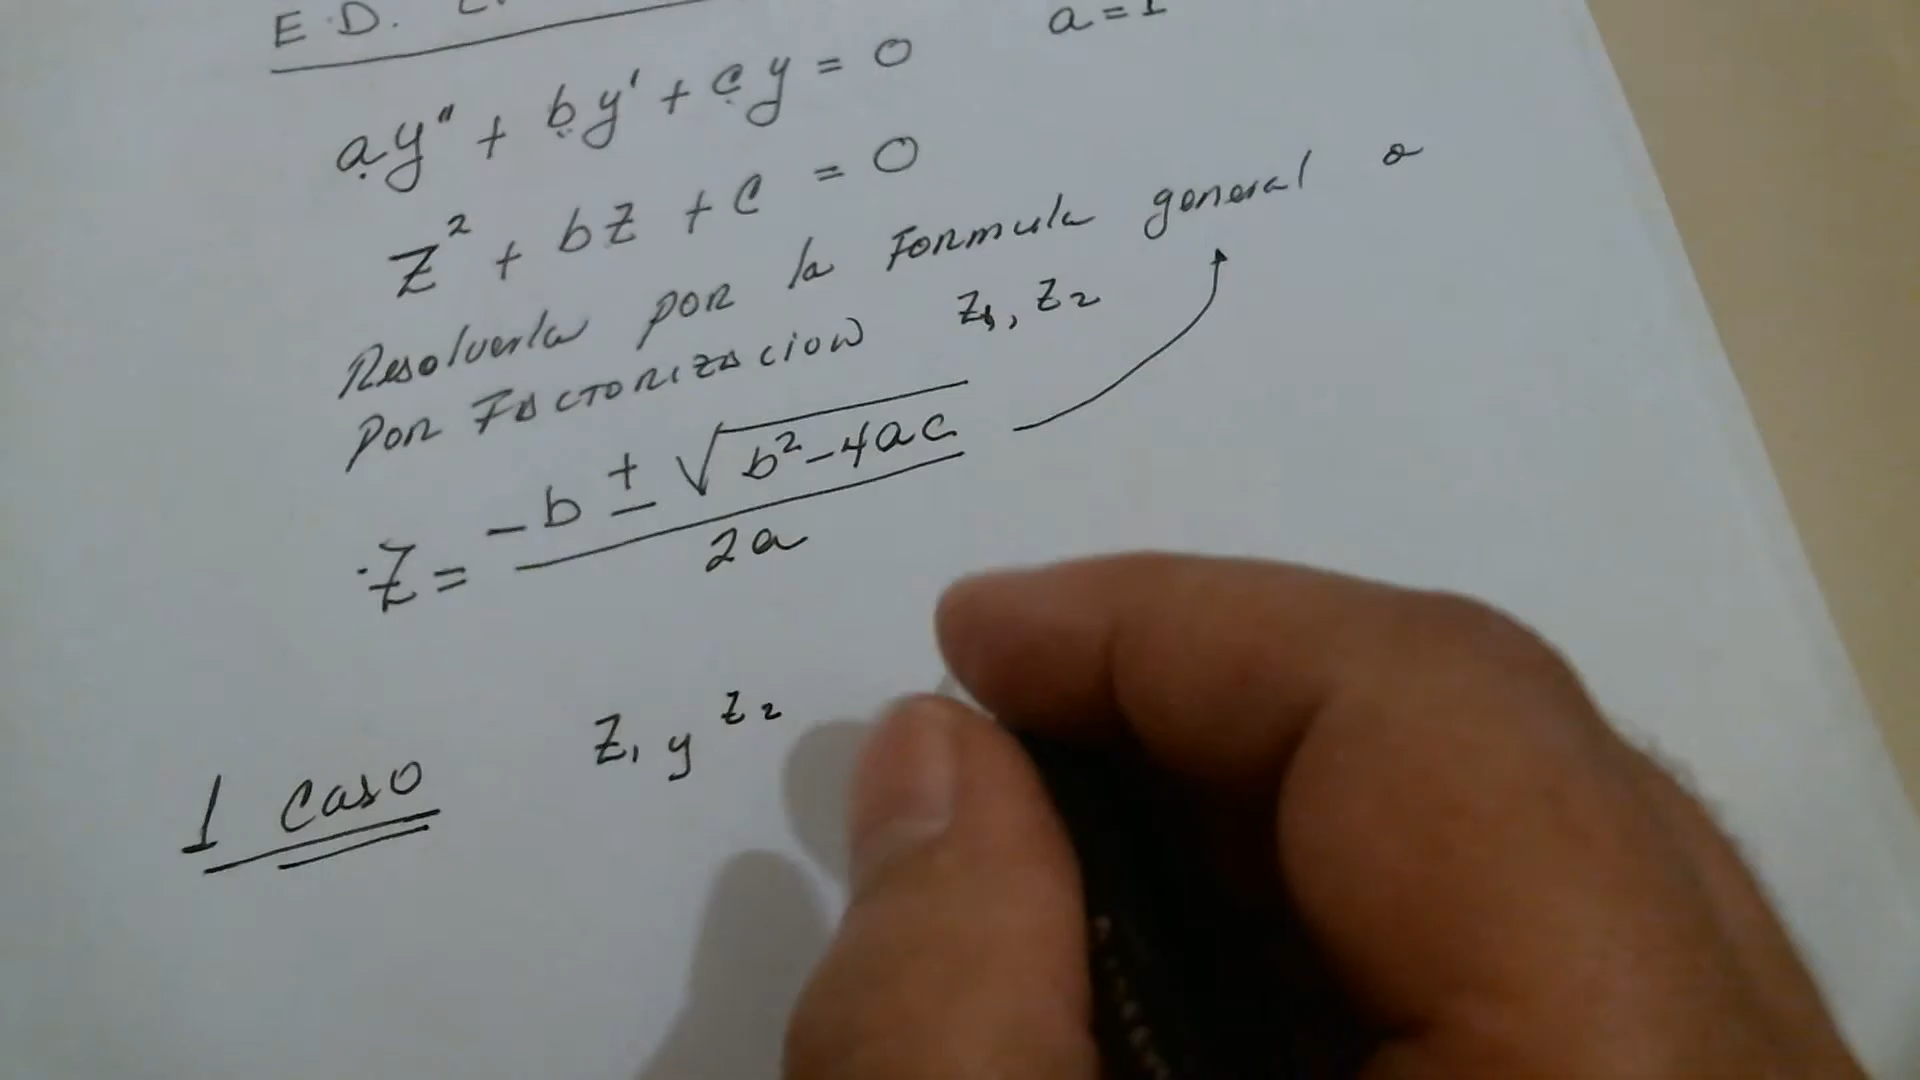 E.D.
a=1
ay" + by' + cy = 0
z² + bz + c = 0
Resolverla por la Formula general o
por FACTORIZACION z₁, z₂
z = -b ± √b²-4ac / 2a
1 caso z₁ y z₂